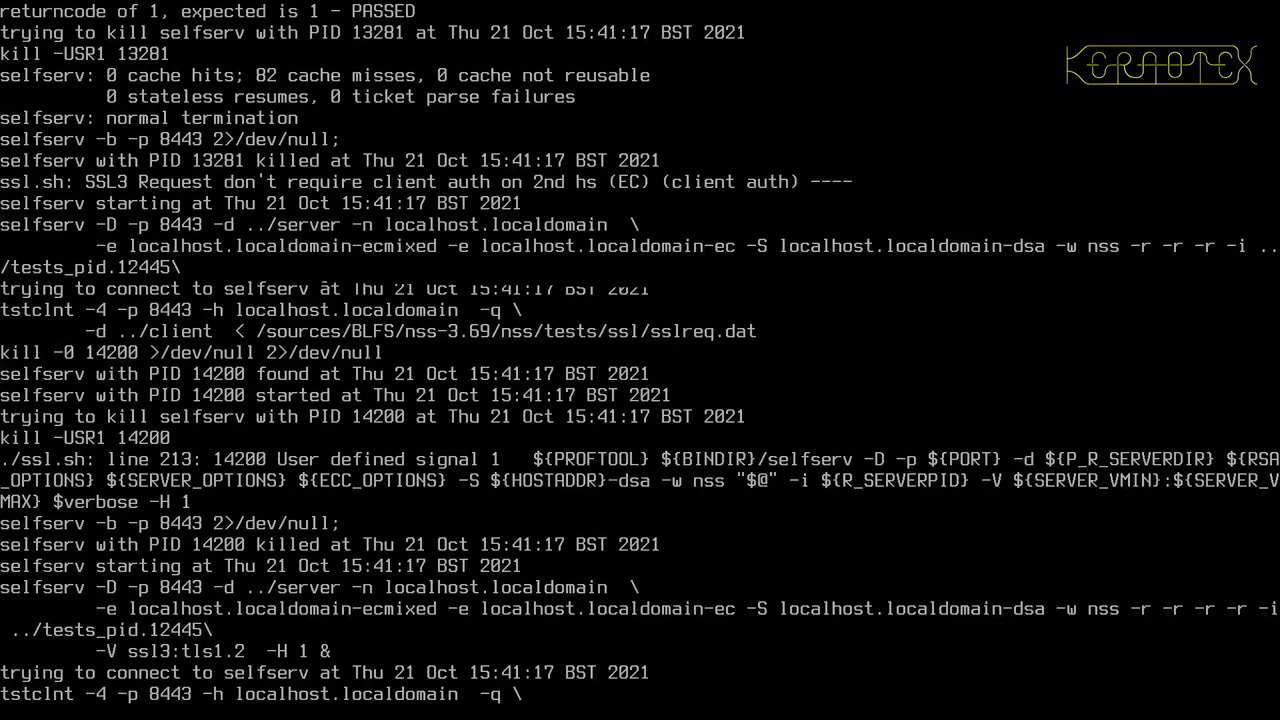 returncode of 1, expected is 1 - PASSED
KERNOTEX
trying to kill selfserv with PID 13281 at Thu 21 Oct 15:41:17 BST 2021
kill -USR1 13281
selfserv: 0 cache hits; 82 cache misses, 0 cache not reusable
          0 stateless resumes, 0 ticket parse failures
selfserv: normal termination
selfserv -b -p 8443 2>/dev/null;
selfserv with PID 13281 killed at Thu 21 Oct 15:41:17 BST 2021
ssl.sh: SSL3 Request don't require client auth on 2nd hs (EC) (client auth) ----
selfserv starting at Thu 21 Oct 15:41:17 BST 2021
selfserv -D -p 8443 -d ../server -n localhost.localdomain  \
         -e localhost.localdomain-ecmixed -e localhost.localdomain-ec -S localhost.localdomain-dsa -w nss -r -r -r -i ..
/tests_pid.12445\
trying to connect to selfserv at Thu 21 Oct 15:41:17 BST 2021
tstclnt -4 -p 8443 -h localhost.localdomain  -q \
        -d ../client  < /sources/BLFS/nss-3.69/nss/tests/ssl/sslreq.dat
kill -0 14200 >/dev/null 2>/dev/null
selfserv with PID 14200 found at Thu 21 Oct 15:41:17 BST 2021
selfserv with PID 14200 started at Thu 21 Oct 15:41:17 BST 2021
trying to kill selfserv with PID 14200 at Thu 21 Oct 15:41:17 BST 2021
kill -USR1 14200
./ssl.sh: line 213: 14200 User defined signal 1   ${PROFTOOL} ${BINDIR}/selfserv -D -p ${PORT} -d ${P_R_SERVERDIR} ${RSA
_OPTIONS} ${SERVER_OPTIONS} ${ECC_OPTIONS} -S ${HOSTADDR}-dsa -w nss "$@" -i ${R_SERVERPID} -V ${SERVER_VMIN}:${SERVER_V
MAX} $verbose -H 1
selfserv -b -p 8443 2>/dev/null;
selfserv with PID 14200 killed at Thu 21 Oct 15:41:17 BST 2021
selfserv starting at Thu 21 Oct 15:41:17 BST 2021
selfserv -D -p 8443 -d ../server -n localhost.localdomain  \
         -e localhost.localdomain-ecmixed -e localhost.localdomain-ec -S localhost.localdomain-dsa -w nss -r -r -r -r -i
 ../tests_pid.12445\
         -V ssl3:tls1.2  -H 1 &
trying to connect to selfserv at Thu 21 Oct 15:41:17 BST 2021
tstclnt -4 -p 8443 -h localhost.localdomain  -q \